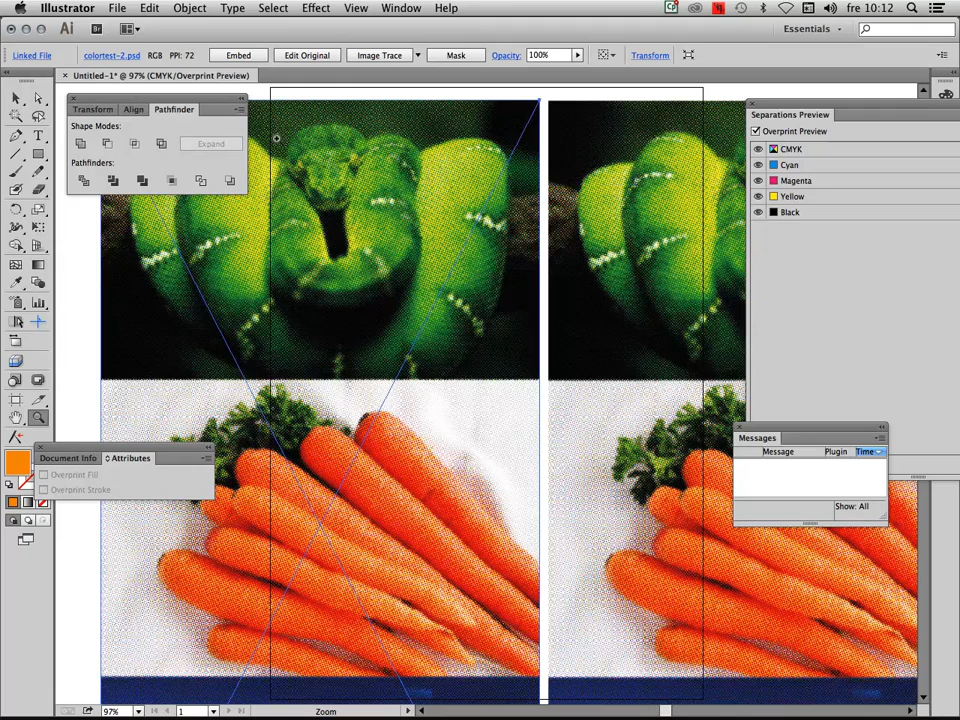 Illustrator File Edit Object Type Select Effect View Window Help fre 10:12
Ai Br Essentials
Linked File colortest-2.psd RGB PPI: 72 Embed Edit Original Image Trace Mask Opacity: 100% Transform
Untitled-1* @ 97% (CMYK/Overprint Preview)
Transform Align Pathfinder
Shape Modes:
Expand
Pathfinders:
Separations Preview
Overprint Preview
CMYK
Cyan
Magenta
Yellow
Black
Messages
Message Plugin Time
Show: All
Document Info Attributes
Overprint Fill
Overprint Stroke
97% 1 Zoom